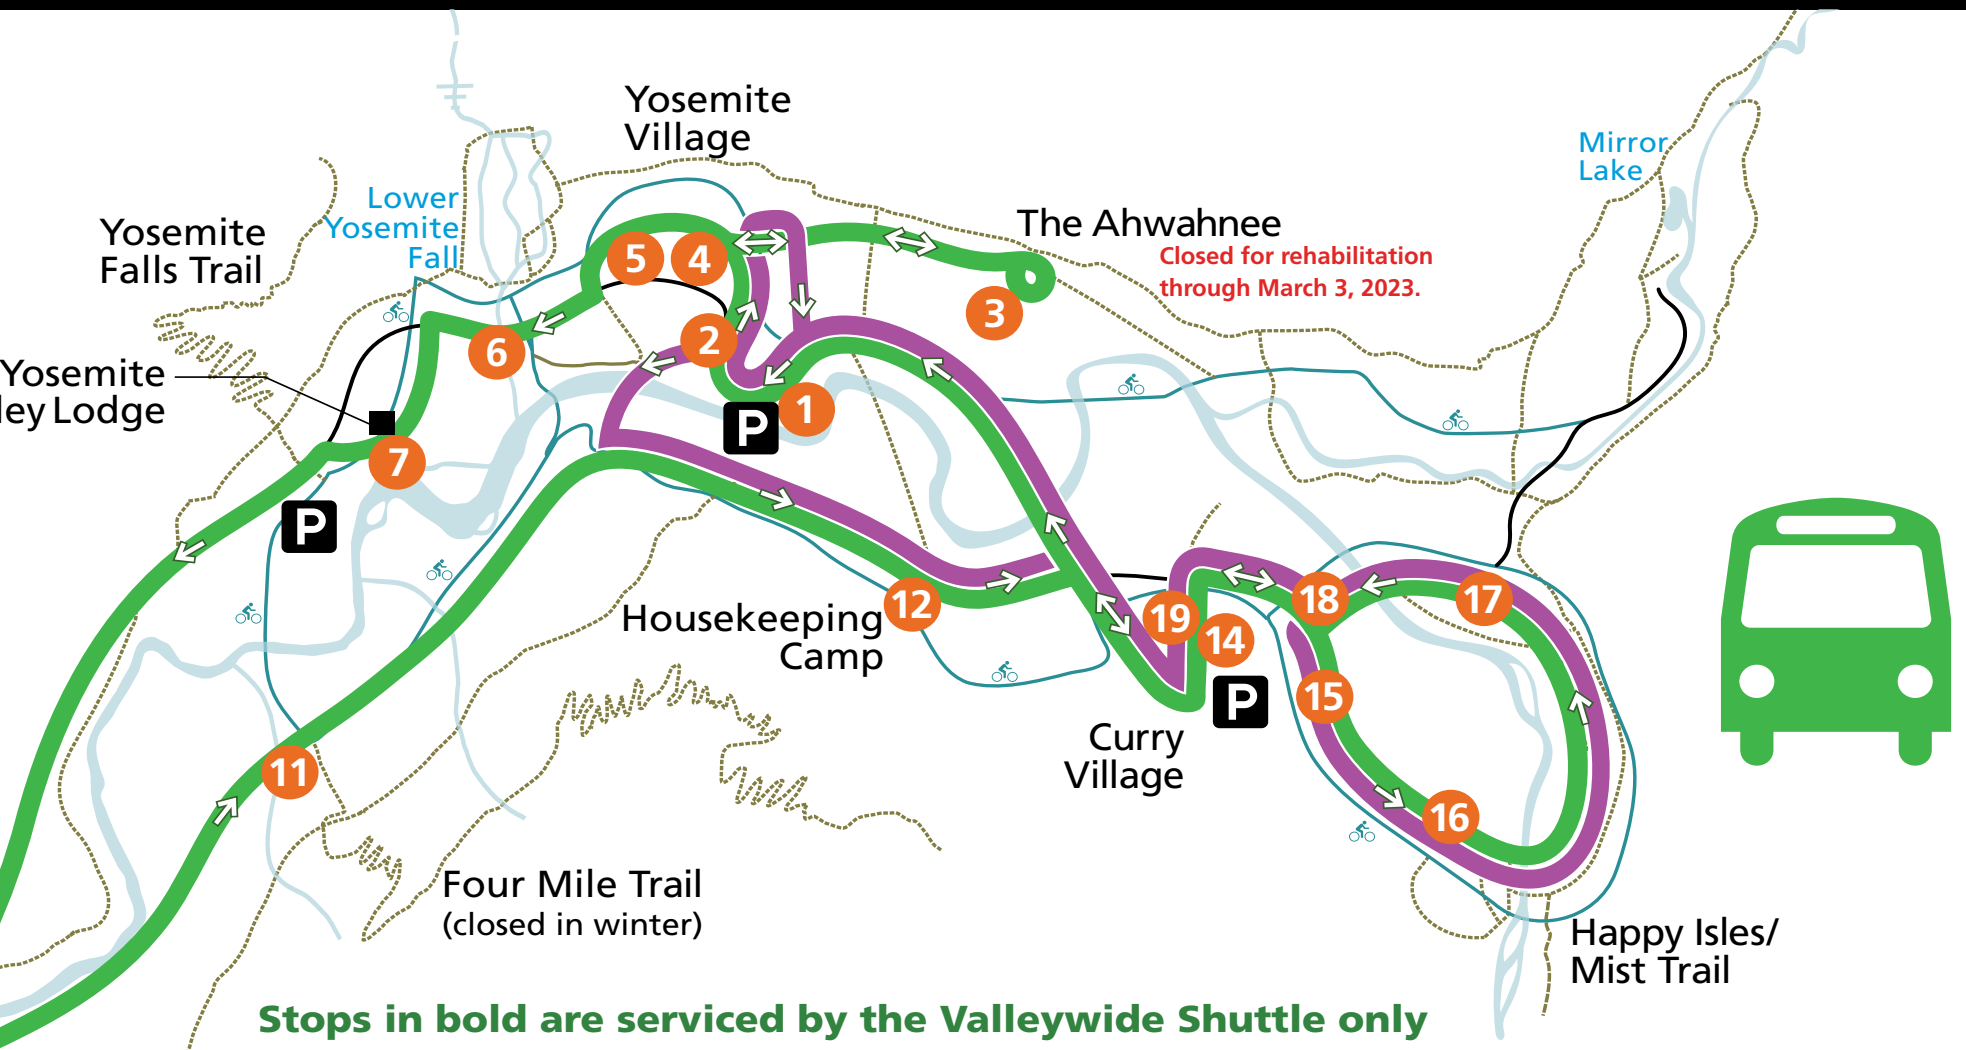 Yosemite
Village
Mirror
Lake
Lower
Yosemite
Fall
The Ahwahnee
Closed for rehabilitation
through March 3, 2023.
Yosemite
Falls Trail
5
4
3
2
6
Yosemite
ley Lodge
1
P
7
P
12
Housekeeping
Camp
19
18
17
14
15
P
Curry
Village
11
16
Four Mile Trail
(closed in winter)
Happy Isles/
Mist Trail
Stops in bold are serviced by the Valleywide Shuttle only